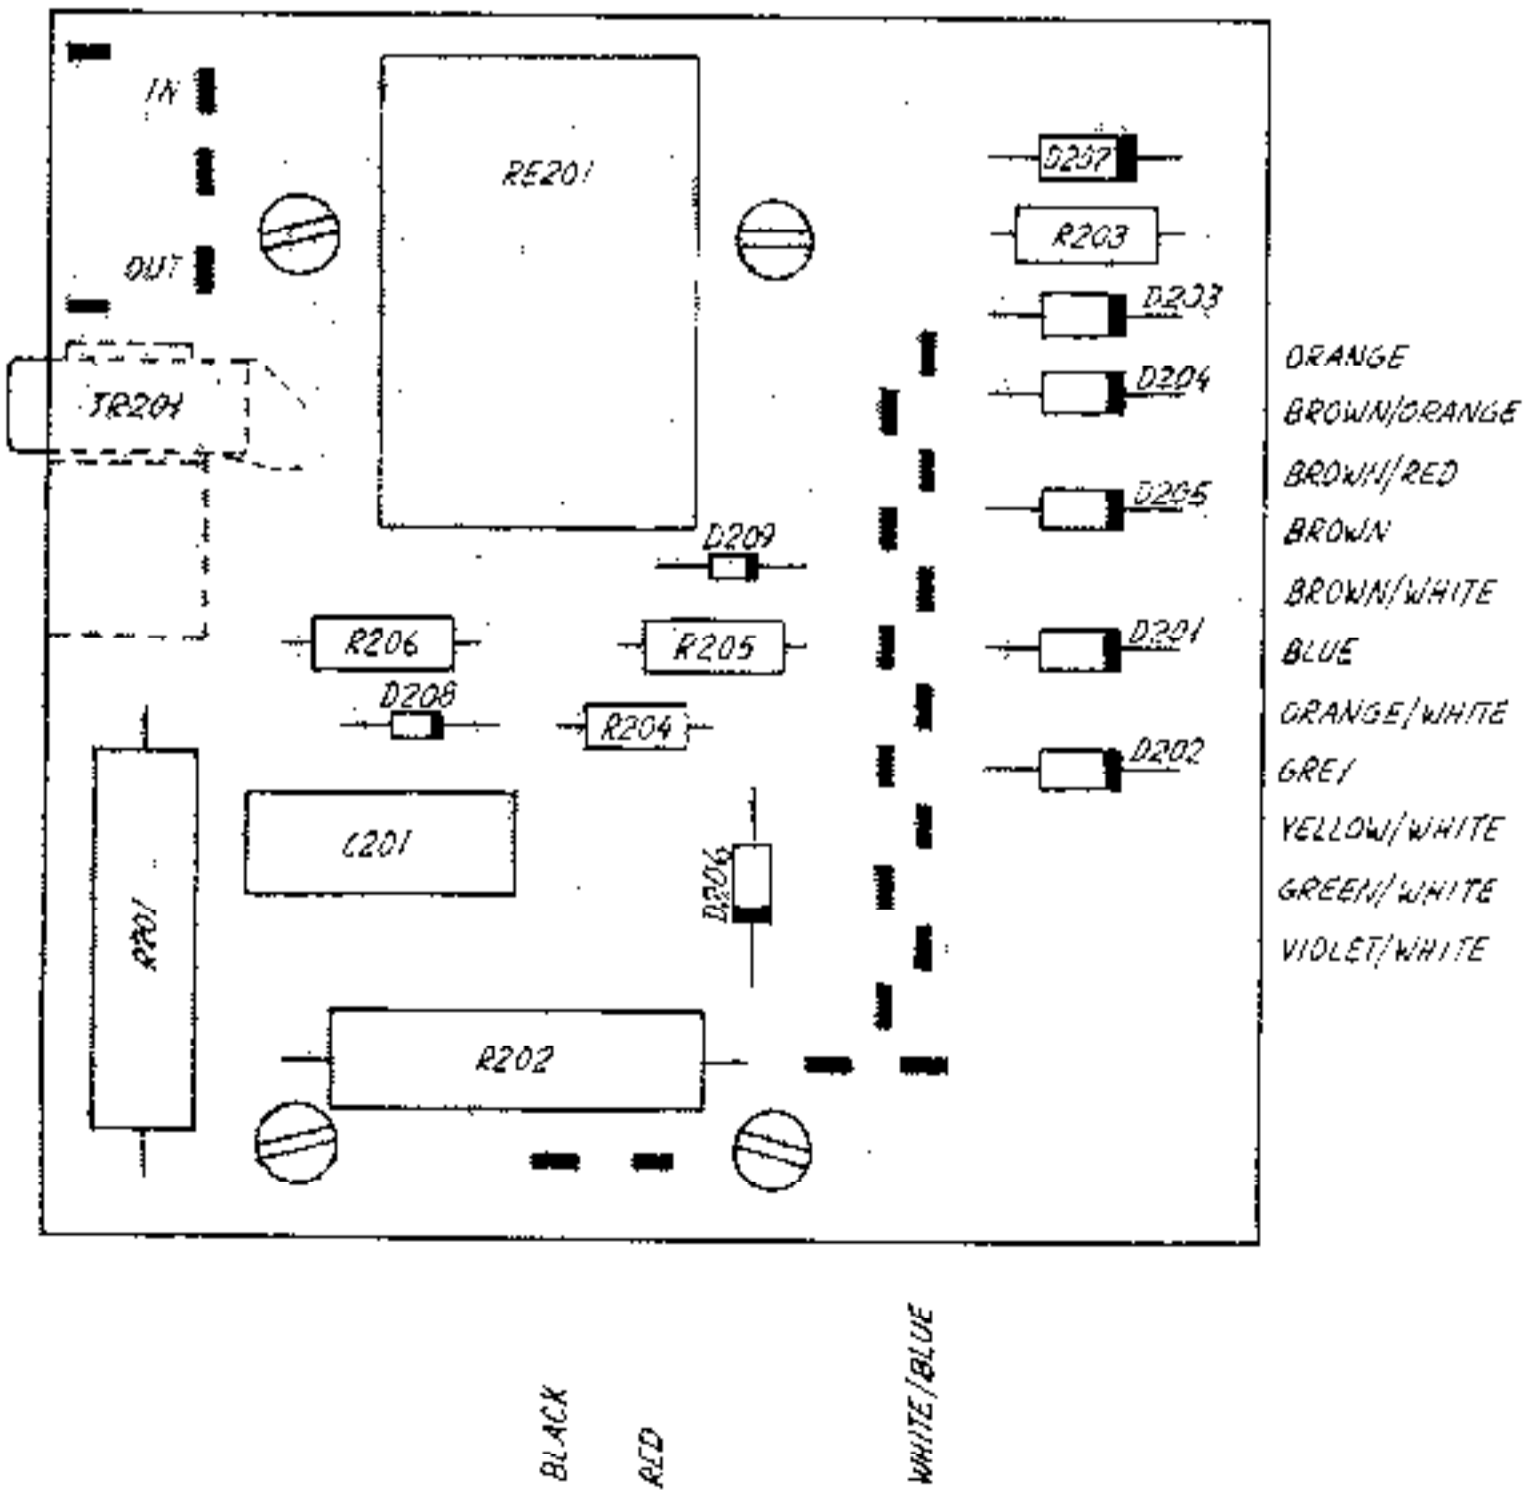 IN
RE201
D207
R203
OUT
D203
ORANGE
D204
TR201
BROWN/ORANGE
BROWN/RED
D205
BROWN
D209
BROWN/WHITE
R206
R205
D201
BLUE
D208
R204
ORANGE/WHITE
D202
GREY
C201
YELLOW/WHITE
D206
GREEN/WHITE
R201
VIOLET/WHITE
R202
BLACK
RED
WHITE/BLUE